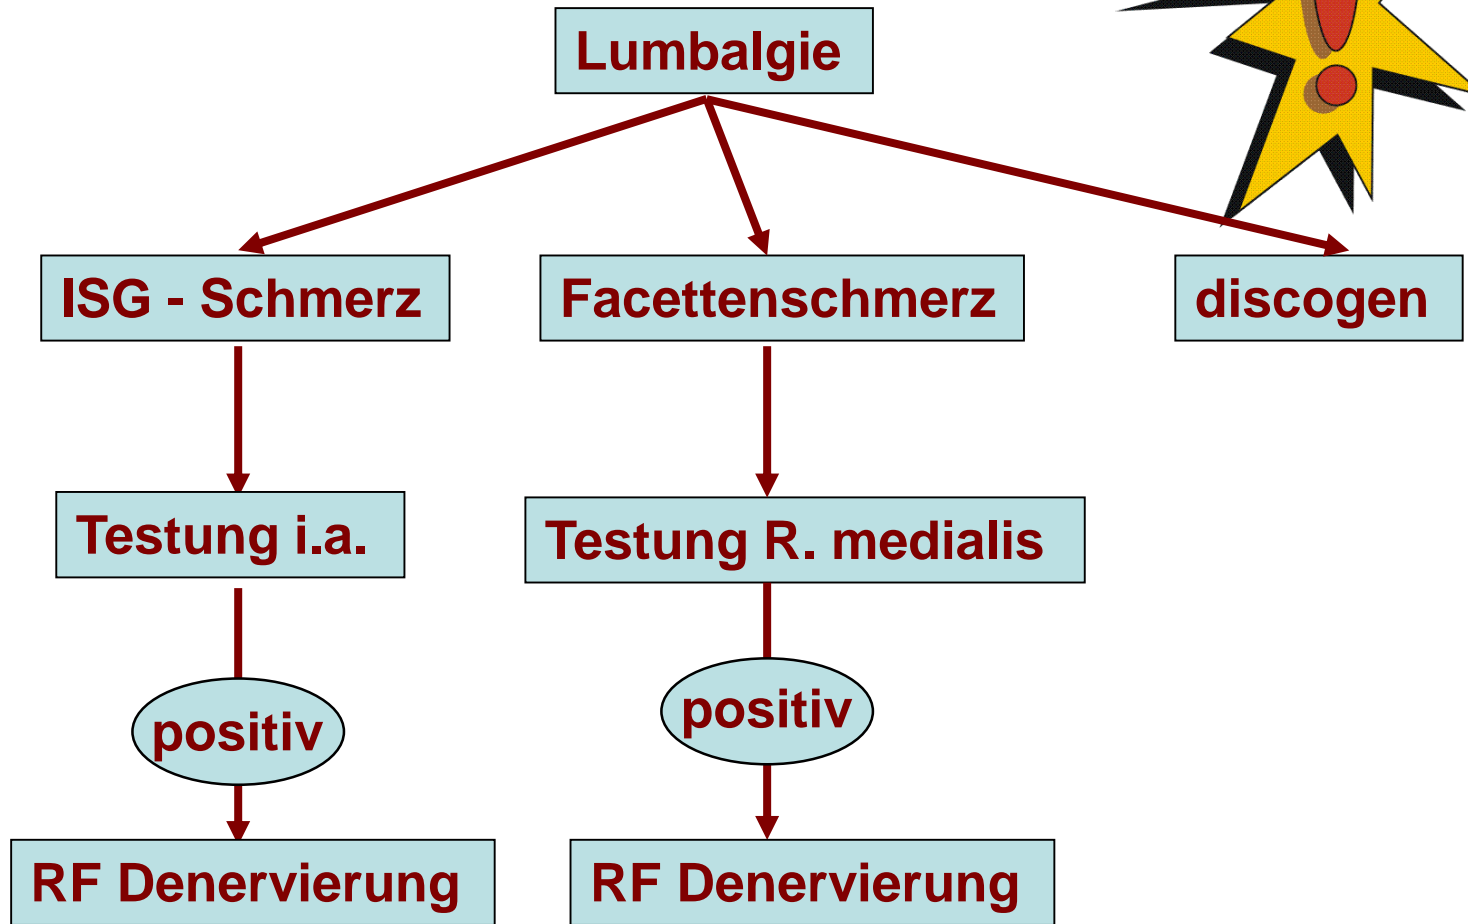 Lumbalgie
ISG - Schmerz
Facettenschmerz
discogen
Testung i.a.
Testung R. medialis
positiv
positiv
RF Denervierung
RF Denervierung